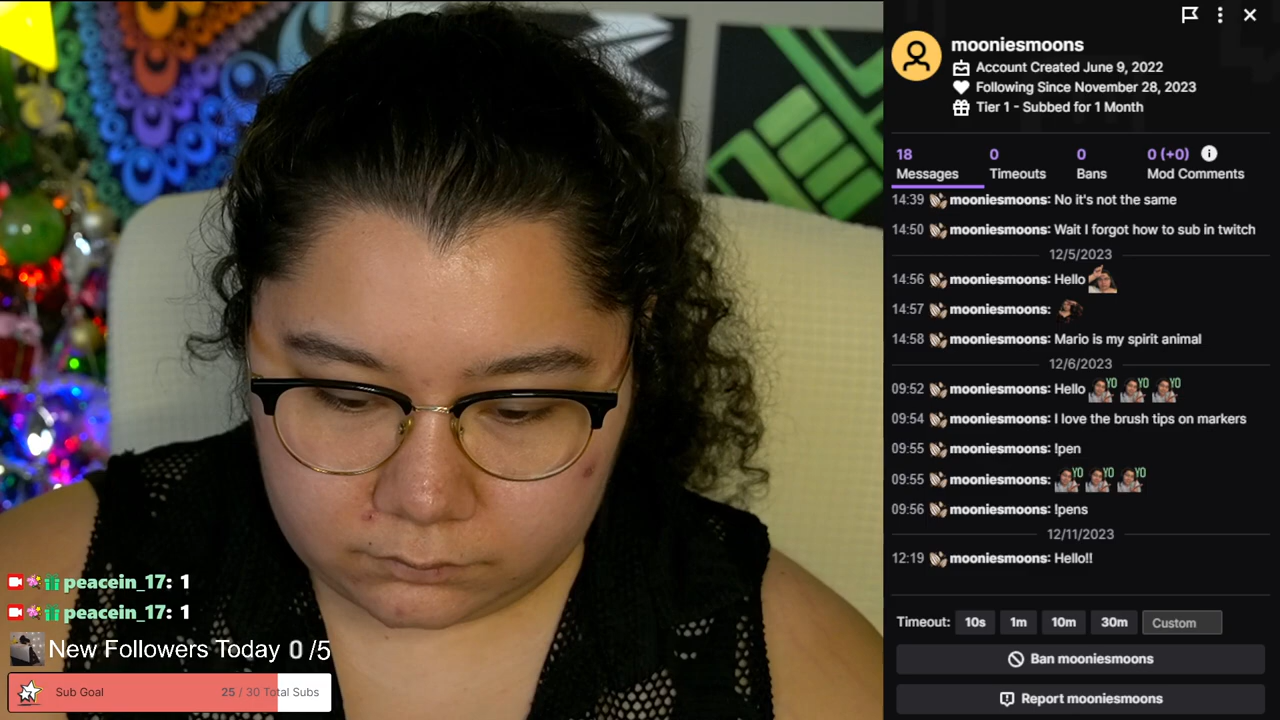 mooniesmoons
Account Created June 9, 2022
Following Since November 28, 2023
Tier 1 - Subbed for 1 Month
18 0 0 0 (+0)
Messages Timeouts Bans Mod Comments
14:39 mooniesmoons: No it's not the same
14:50 mooniesmoons: Wait I forgot how to sub in twitch
12/5/2023
14:56 mooniesmoons: Hello
14:57 mooniesmoons:
14:58 mooniesmoons: Mario is my spirit animal
12/6/2023
09:52 mooniesmoons: Hello YO YO YO
09:54 mooniesmoons: I love the brush tips on markers
09:55 mooniesmoons: !pen
09:55 mooniesmoons: YO YO YO
09:56 mooniesmoons: !pens
12/11/2023
12:19 mooniesmoons: Hello!!
Timeout: 10s 1m 10m 30m Custom
Ban mooniesmoons
Report mooniesmoons
peacein_17: 1
peacein_17: 1
New Followers Today 0 /5
Sub Goal 25 / 30 Total Subs